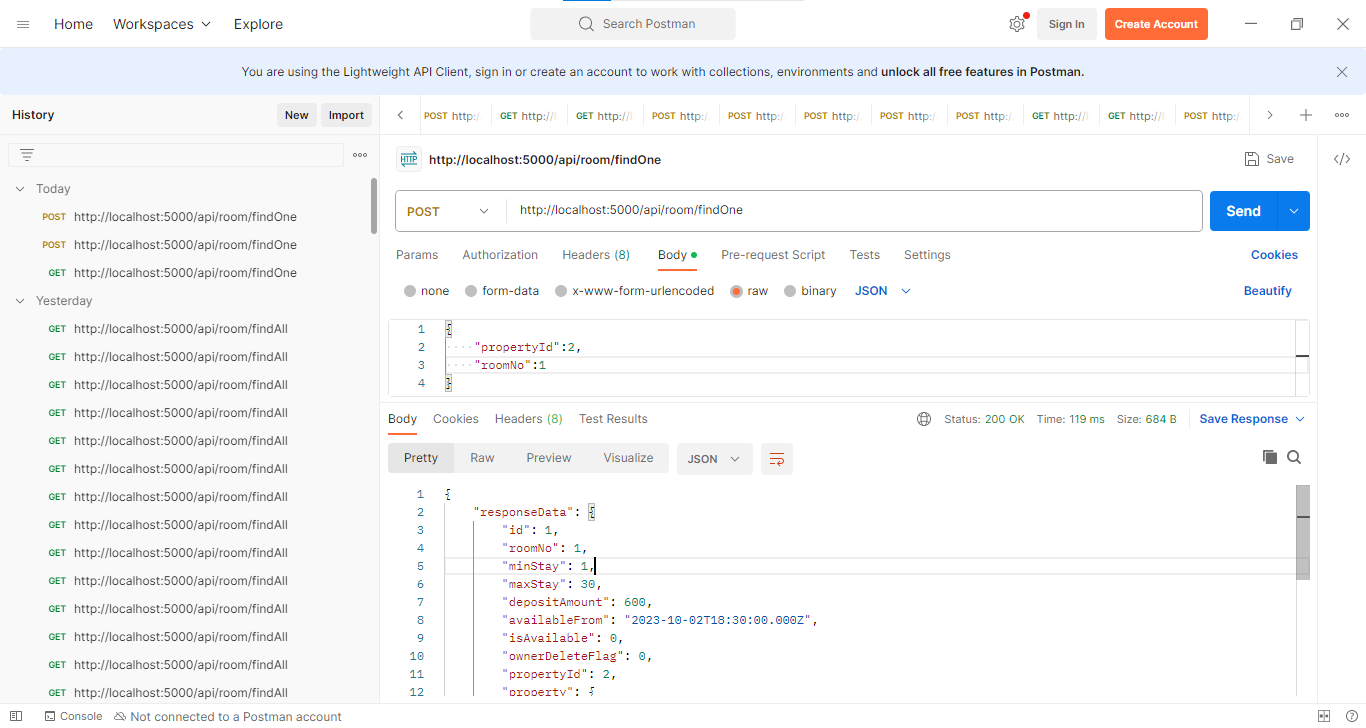 Home Workspaces Explore Search Postman Sign In Create Account
You are using the Lightweight API Client, sign in or create an account to work with collections, environments and unlock all free features in Postman.
History New Import
POST http:/ GET http://l GET http://l POST http:/ POST http:/ POST http:/ POST http:/ POST http:/ GET http://l GET http://l POST http:/
http://localhost:5000/api/room/findOne Save
HTTP
Today
POST http://localhost:5000/api/room/findOne
POST http://localhost:5000/api/room/findOne
GET http://localhost:5000/api/room/findOne
Yesterday
GET http://localhost:5000/api/room/findAll
GET http://localhost:5000/api/room/findAll
GET http://localhost:5000/api/room/findAll
GET http://localhost:5000/api/room/findAll
GET http://localhost:5000/api/room/findAll
GET http://localhost:5000/api/room/findAll
GET http://localhost:5000/api/room/findAll
GET http://localhost:5000/api/room/findAll
GET http://localhost:5000/api/room/findAll
GET http://localhost:5000/api/room/findAll
GET http://localhost:5000/api/room/findAll
GET http://localhost:5000/api/room/findAll
GET http://localhost:5000/api/room/findAll
GET http://localhost:5000/api/room/findAll
POST http://localhost:5000/api/room/findOne Send
Params Authorization Headers (8) Body Pre-request Script Tests Settings Cookies
none form-data x-www-form-urlencoded raw binary JSON Beautify
1 {
2 "propertyId":2,
3 "roomNo":1
4 }
Body Cookies Headers (8) Test Results Status: 200 OK Time: 119 ms Size: 684 B Save Response
Pretty Raw Preview Visualize JSON
1 {
2 "responseData": {
3 "id": 1,
4 "roomNo": 1,
5 "minStay": 1,
6 "maxStay": 30,
7 "depositAmount": 600,
8 "availableFrom": "2023-10-02T18:30:00.000Z",
9 "isAvailable": 0,
10 "ownerDeleteFlag": 0,
11 "propertyId": 2,
12 "property": {
Console Not connected to a Postman account